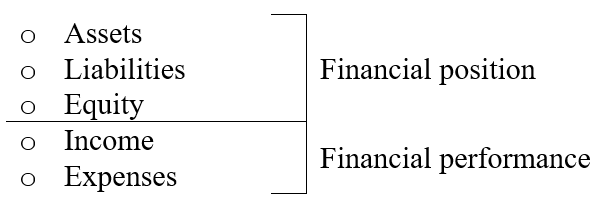 o Assets
o Liabilities
Financial position
o Equity
o Income
Financial performance
o Expenses